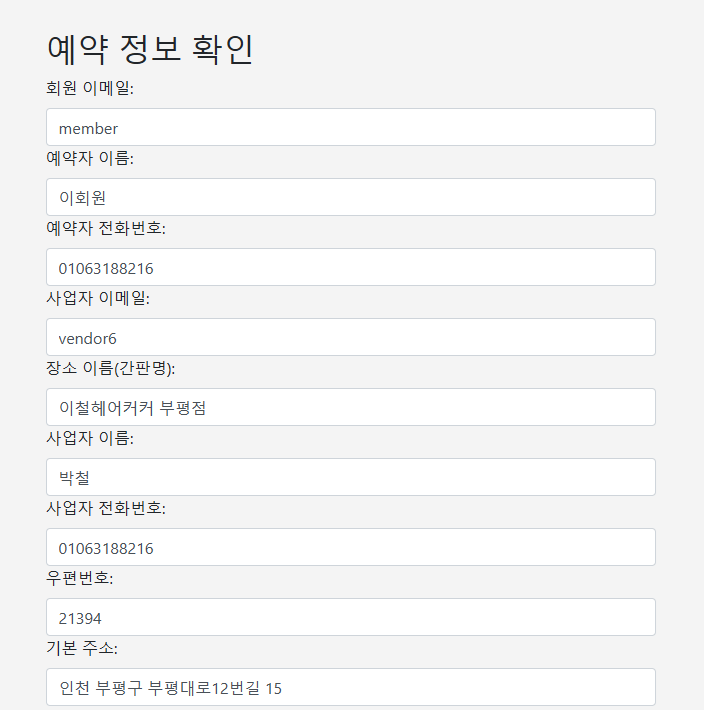 예약 정보 확인
회원 이메일:
member
예약자 이름:
이회원
예약자 전화번호:
01063188216
사업자 이메일:
vendor6
장소 이름(간판명):
이철헤어커커 부평점
사업자 이름:
박철
사업자 전화번호:
01063188216
우편번호:
21394
기본 주소:
인천 부평구 부평대로12번길 15